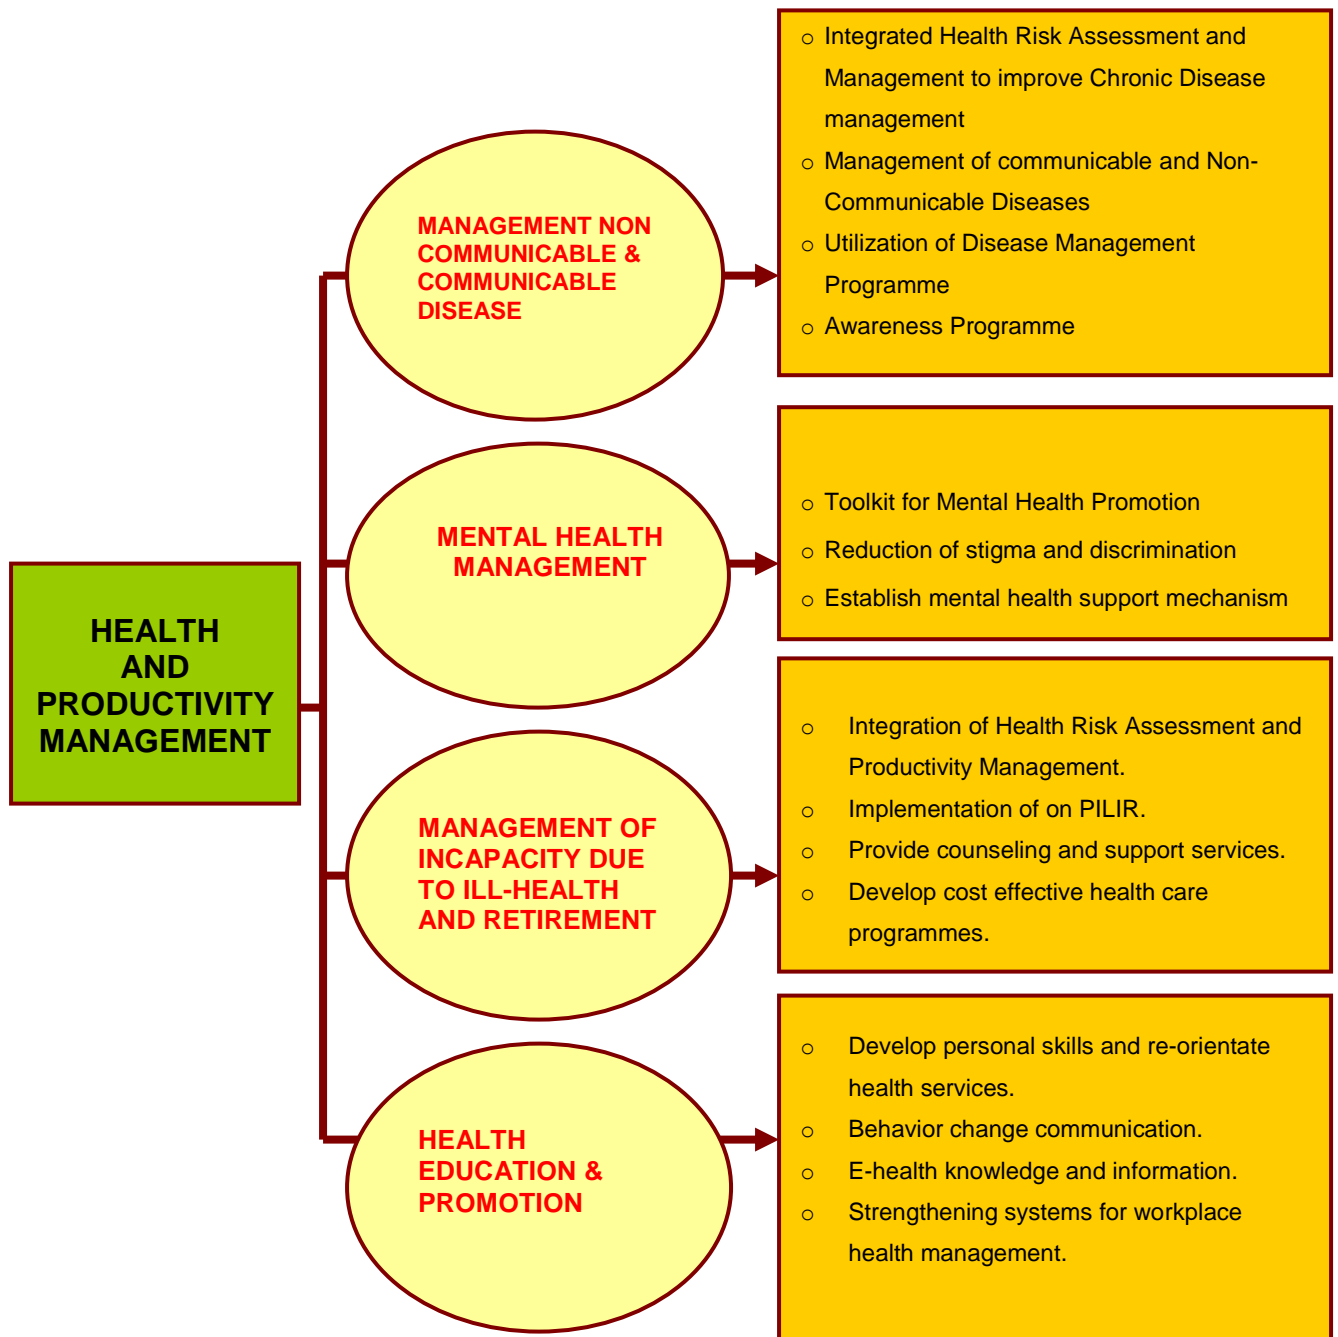 HEALTH
AND
PRODUCTIVITY
MANAGEMENT
MANAGEMENT NON
COMMUNICABLE &
COMMUNICABLE
DISEASE
o Integrated Health Risk Assessment and
Management to improve Chronic Disease
management
o Management of communicable and Non-
Communicable Diseases
o Utilization of Disease Management
Programme
o Awareness Programme
MENTAL HEALTH
MANAGEMENT
o Toolkit for Mental Health Promotion
o Reduction of stigma and discrimination
o Establish mental health support mechanism
MANAGEMENT OF
INCAPACITY DUE
TO ILL-HEALTH
AND RETIREMENT
o Integration of Health Risk Assessment and
Productivity Management.
o Implementation of on PILIR.
o Provide counseling and support services.
o Develop cost effective health care
programmes.
HEALTH
EDUCATION &
PROMOTION
o Develop personal skills and re-orientate
health services.
o Behavior change communication.
o E-health knowledge and information.
o Strengthening systems for workplace
health management.